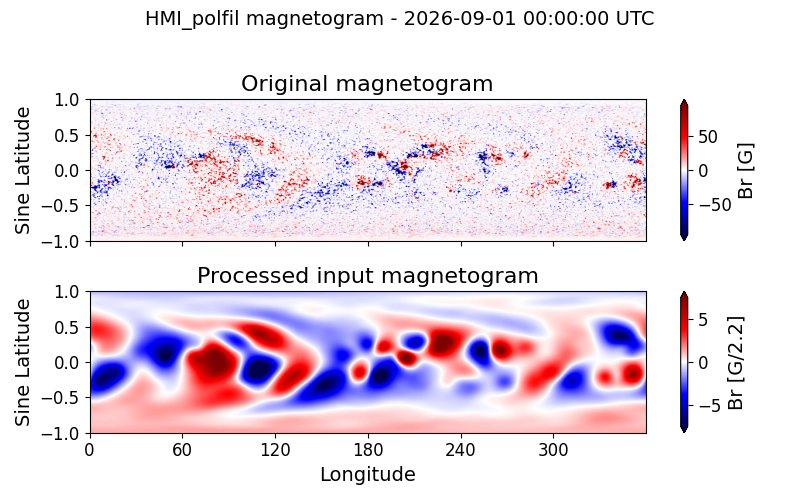 HMI_polfil magnetogram - 2026-09-01 00:00:00 UTC
Original magnetogram
1.0
0.5
0.0
−0.5
−1.0
Sine Latitude
50
0
−50
Br [G]
Processed input magnetogram
1.0
0.5
0.0
−0.5
−1.0
Sine Latitude
0
60
120
180
240
300
Longitude
5
0
−5
Br [G/2.2]